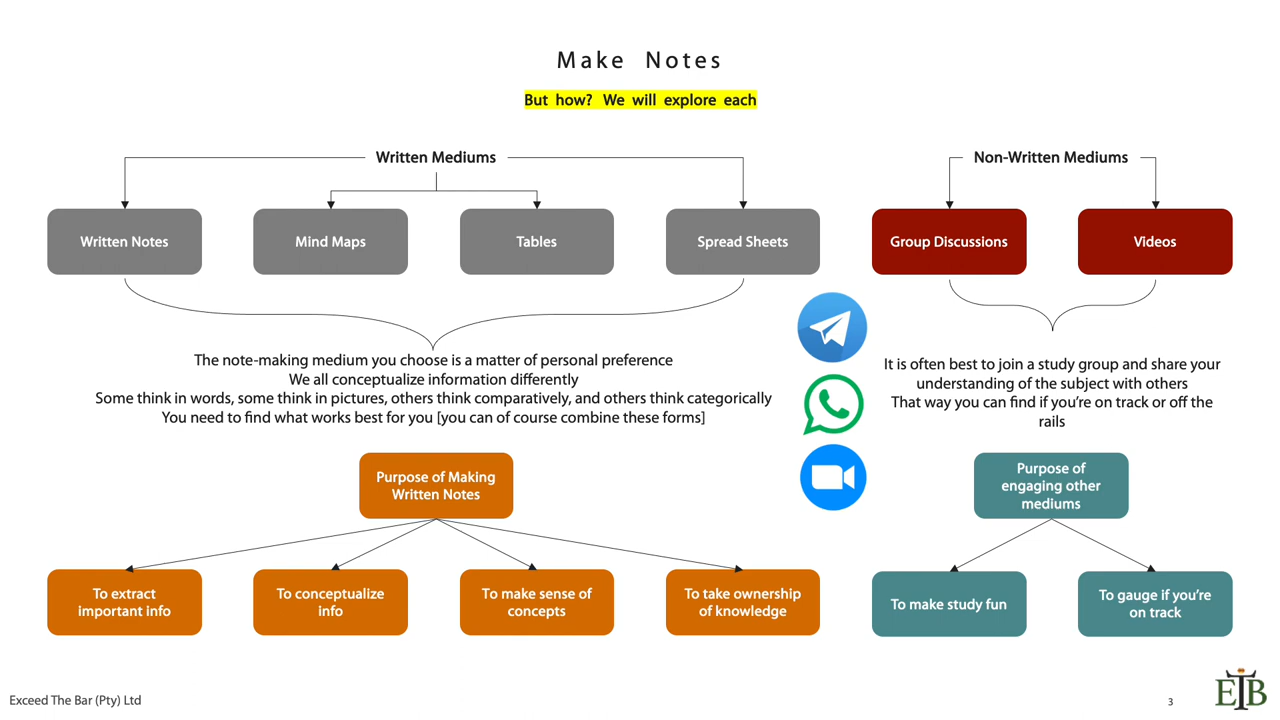 Make Notes
But how? We will explore each
Written Mediums
Non-Written Mediums
Written Notes
Mind Maps
Tables
Spread Sheets
Group Discussions
Videos
The note-making medium you choose is a matter of personal preference
We all conceptualize information differently
Some think in words, some think in pictures, others think comparatively, and others think categorically
You need to find what works best for you [you can of course combine these forms]
It is often best to join a study group and share your
understanding of the subject with others
That way you can find if you're on track or off the
rails
Purpose of Making
Written Notes
Purpose of
engaging other
mediums
To extract
important info
To conceptualize
info
To make sense of
concepts
To take ownership
of knowledge
To make study fun
To gauge if you're
on track
Exceed The Bar (Pty) Ltd
3
ETB